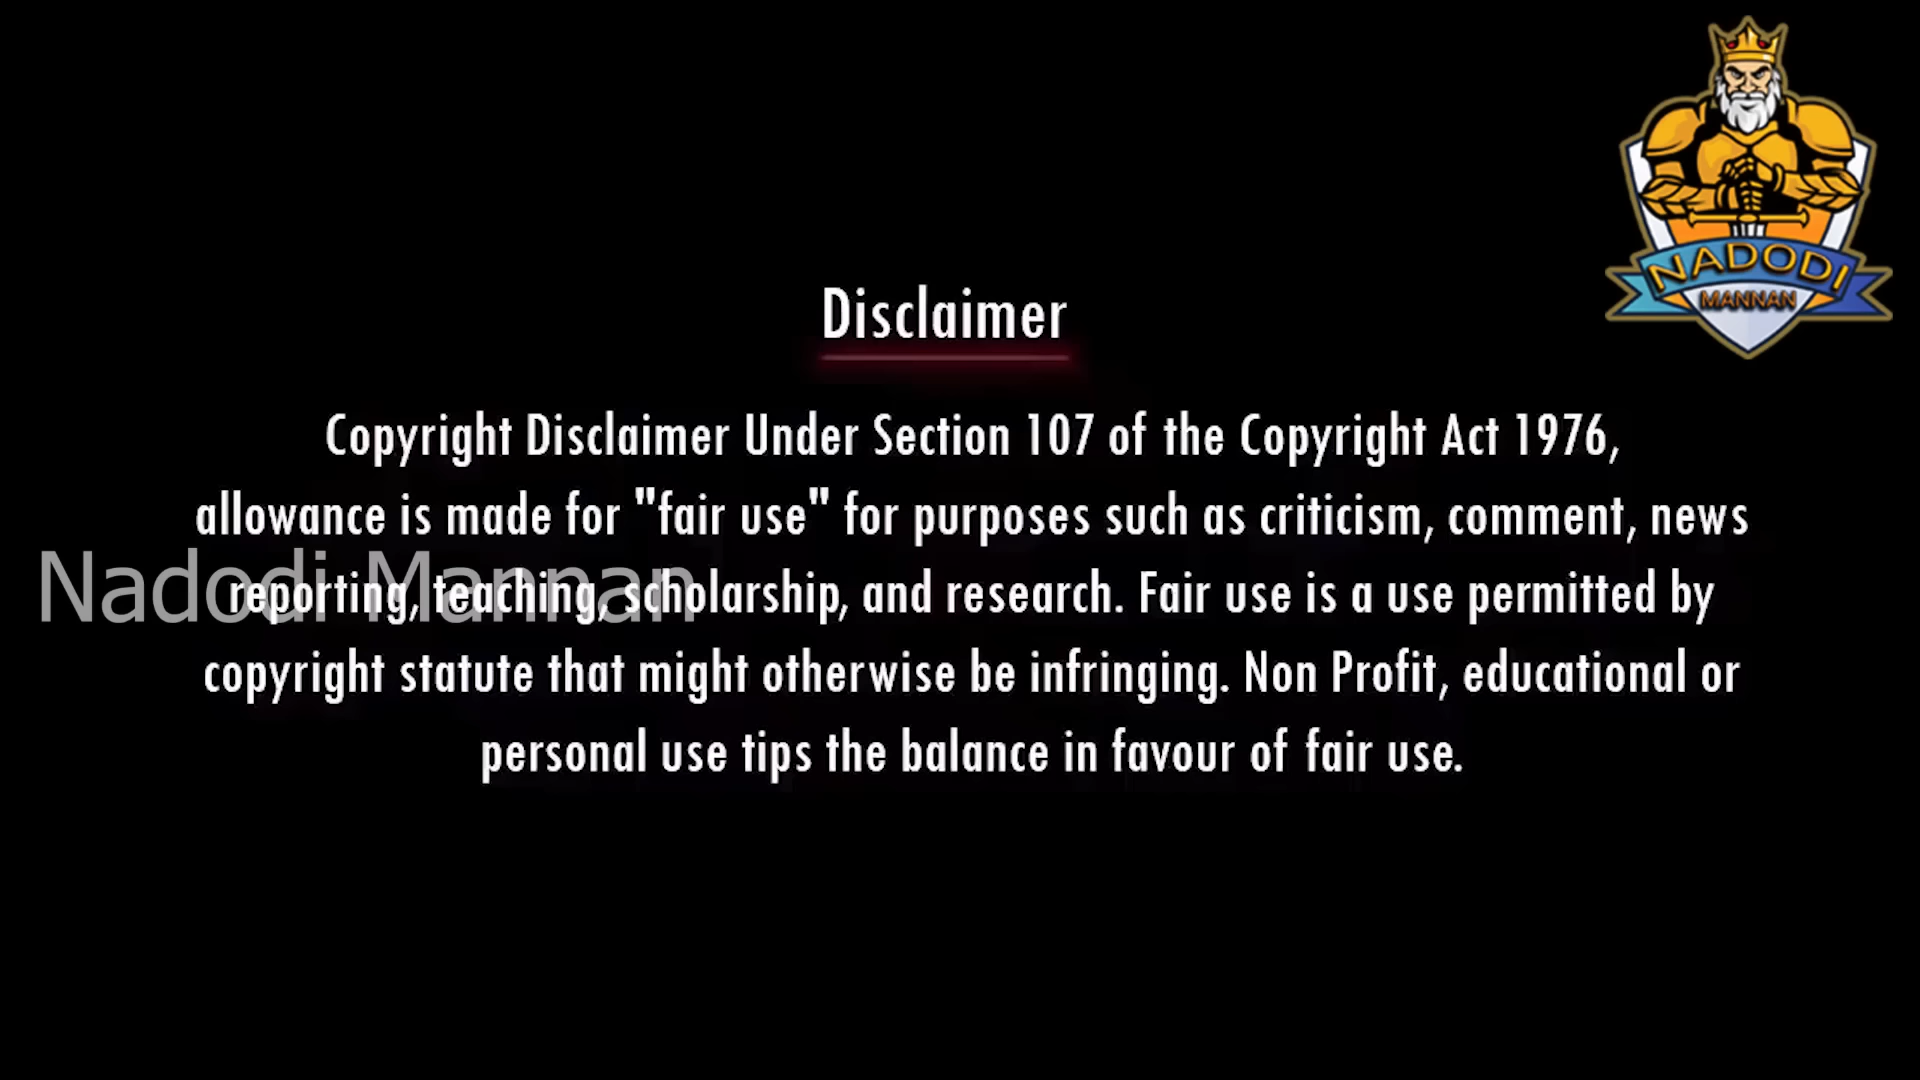 NADODI
MANNAN
Disclaimer
Copyright Disclaimer Under Section 107 of the Copyright Act 1976,
allowance is made for "fair use" for purposes such as criticism, comment, news
Nadodi Mannan
reporting, teaching, scholarship, and research. Fair use is a use permitted by
copyright statute that might otherwise be infringing. Non Profit, educational or
personal use tips the balance in favour of fair use.